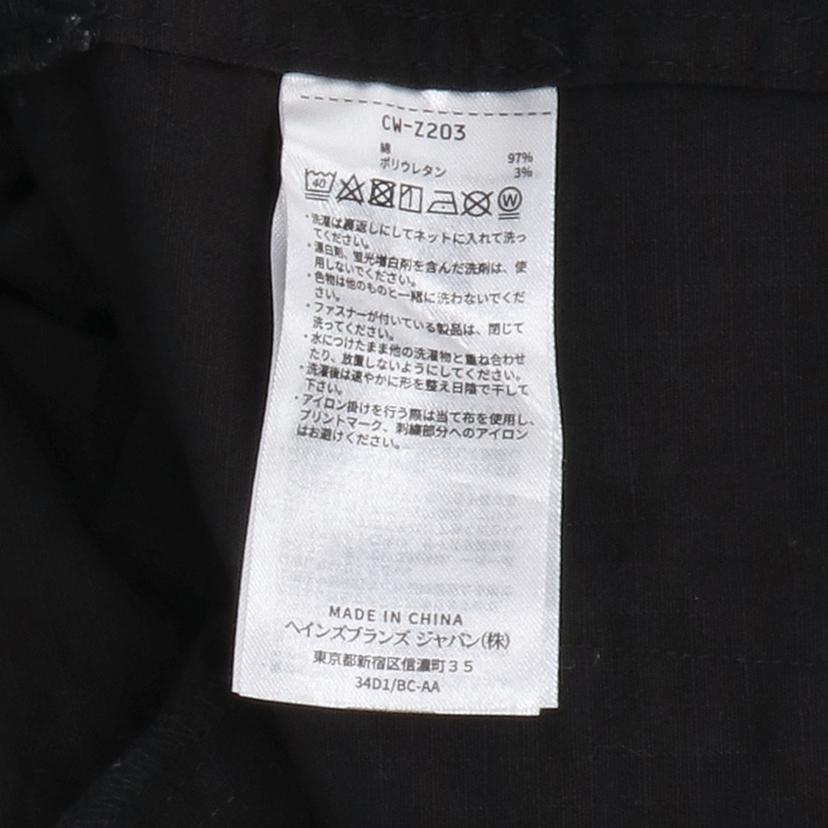 CW-Z203
綿 97%
ポリウレタン 3%
40 W
・洗濯は裏返しにしてネットに入れて洗っ
てください。
・漂白剤、蛍光増白剤を含んだ洗剤は、使
用しないでください。
・色物は他のものと一緒に洗わないでくだ
さい。
・ファスナーが付いている製品は、閉じて
洗ってください。
・水につけたまま他の洗濯物と重ね合わせ
たり、放置しないようにしてください。
・洗濯後は速やかに形を整え日陰で干して
下さい。
・アイロン掛けを行う際は当て布を使用し、
プリントマーク、刺繍部分へのアイロン
はお避けください。
MADE IN CHINA
ヘインズブランズ ジャパン(株)
東京都新宿区信濃町35
34D1/BC-AA